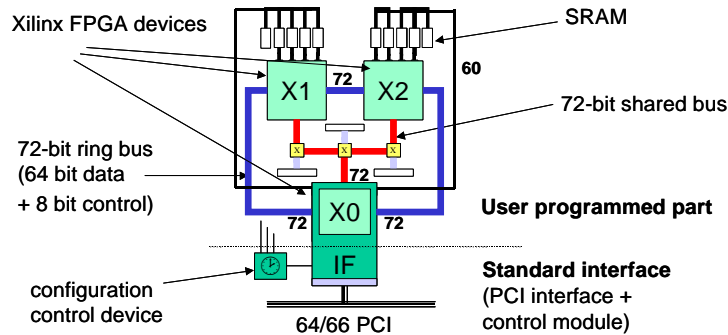 Xilinx FPGA devices
SRAM
X1
72
X2
60
72-bit shared bus
x
x
x
72-bit ring bus
(64 bit data
+ 8 bit control)
72
72
X0
72
User programmed part
IF
Standard interface
(PCI interface +
control module)
configuration
control device
64/66 PCI